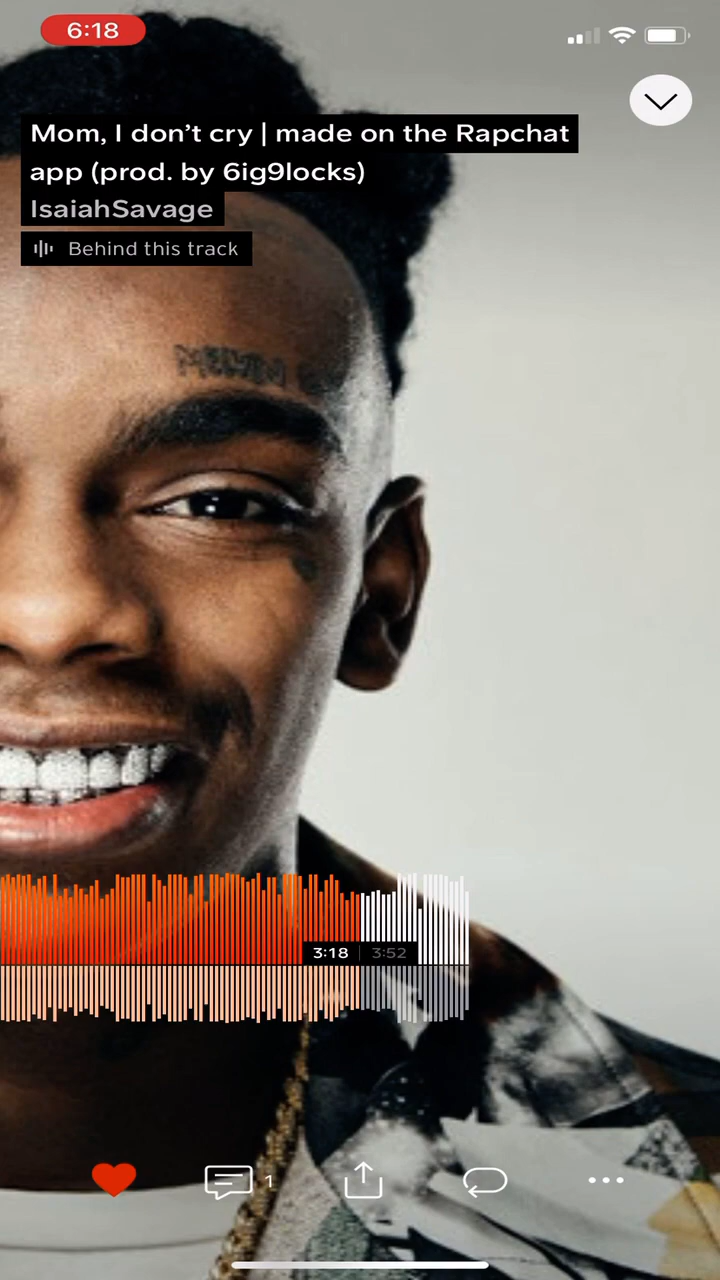 6:18
Mom, I don't cry | made on the Rapchat
app (prod. by 6ig9locks)
IsaiahSavage
Behind this track
MELVIN
3:18 3:52
1